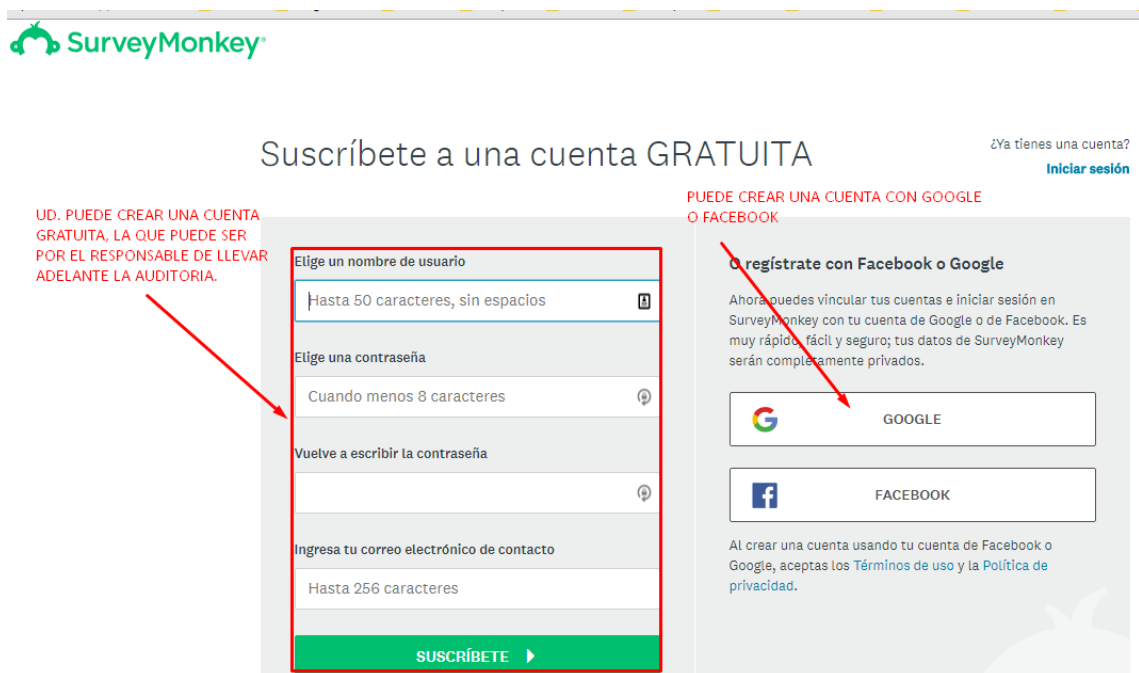 SurveyMonkey
Suscríbete a una cuenta GRATUITA
¿Ya tienes una cuenta?
Iniciar sesión
UD. PUEDE CREAR UNA CUENTA
GRATUITA, LA QUE PUEDE SER
POR EL RESPONSABLE DE LLEVAR
ADELANTE LA AUDITORIA.
PUEDE CREAR UNA CUENTA CON GOOGLE
O FACEBOOK
Elige un nombre de usuario
Hasta 50 caracteres, sin espacios
Elige una contraseña
Cuando menos 8 caracteres
Vuelve a escribir la contraseña
Ingresa tu correo electrónico de contacto
Hasta 256 caracteres
SUSCRÍBETE
O regístrate con Facebook o Google
Ahora puedes vincular tus cuentas e iniciar sesión en
SurveyMonkey con tu cuenta de Google o de Facebook. Es
muy rápido, fácil y seguro; tus datos de SurveyMonkey
serán completamente privados.
GOOGLE
FACEBOOK
Al crear una cuenta usando tu cuenta de Facebook o
Google, aceptas los Términos de uso y la Política de
privacidad.